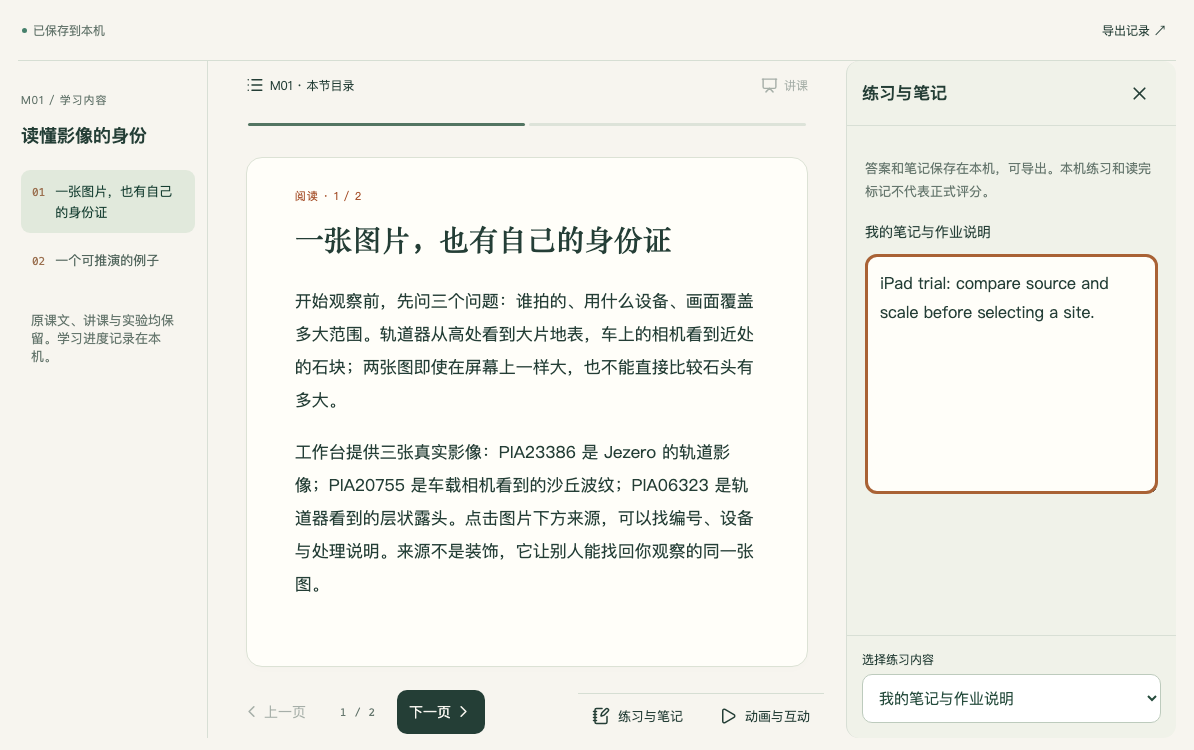 已保存到本机
导出记录 ↗
M01 / 学习内容
读懂影像的身份
01 一张图片，也有自己
的身份证
02 一个可推演的例子
原课文、讲课与实验均保
留。学习进度记录在本
机。
M01 · 本节目录
讲课
阅读 · 1 / 2
一张图片，也有自己的身份证
开始观察前，先问三个问题：谁拍的、用什么设备、画面覆盖
多大范围。轨道器从高处看到大片地表，车上的相机看到近处
的石块；两张图即使在屏幕上一样大，也不能直接比较石头有
多大。
工作台提供三张真实影像：PIA23386 是 Jezero 的轨道影
像；PIA20755 是车载相机看到的沙丘波纹；PIA06323 是轨
道器看到的层状露头。点击图片下方来源，可以找编号、设备
与处理说明。来源不是装饰，它让别人能找回你观察的同一张
图。
上一页
1 / 2
下一页
练习与笔记
动画与互动
练习与笔记
答案和笔记保存在本机，可导出。本机练习和读完
标记不代表正式评分。
我的笔记与作业说明
iPad trial: compare source and
scale before selecting a site.
选择练习内容
我的笔记与作业说明